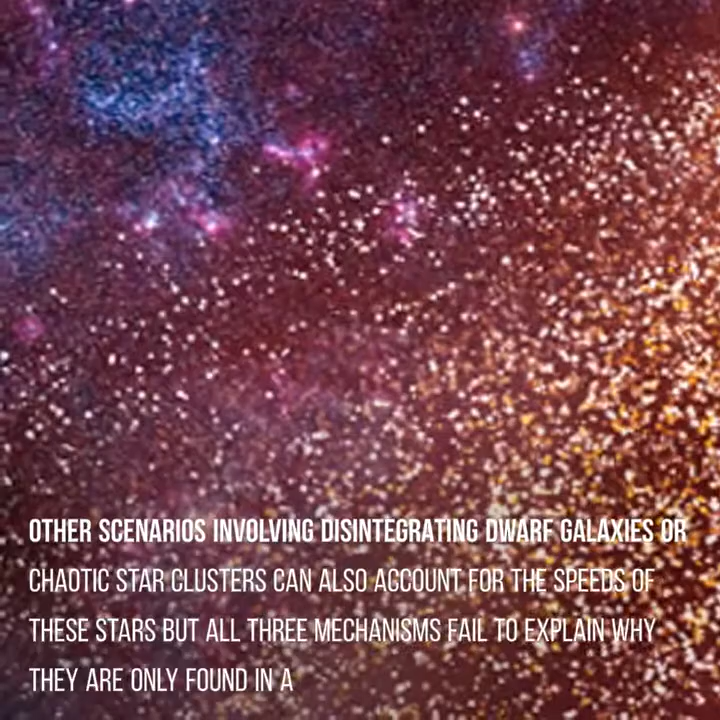 OTHER SCENARIOS INVOLVING DISINTEGRATING DWARF GALAXIES OR
CHAOTIC STAR CLUSTERS CAN ALSO ACCOUNT FOR THE SPEEDS OF
THESE STARS BUT ALL THREE MECHANISMS FAIL TO EXPLAIN WHY
THEY ARE ONLY FOUND IN A